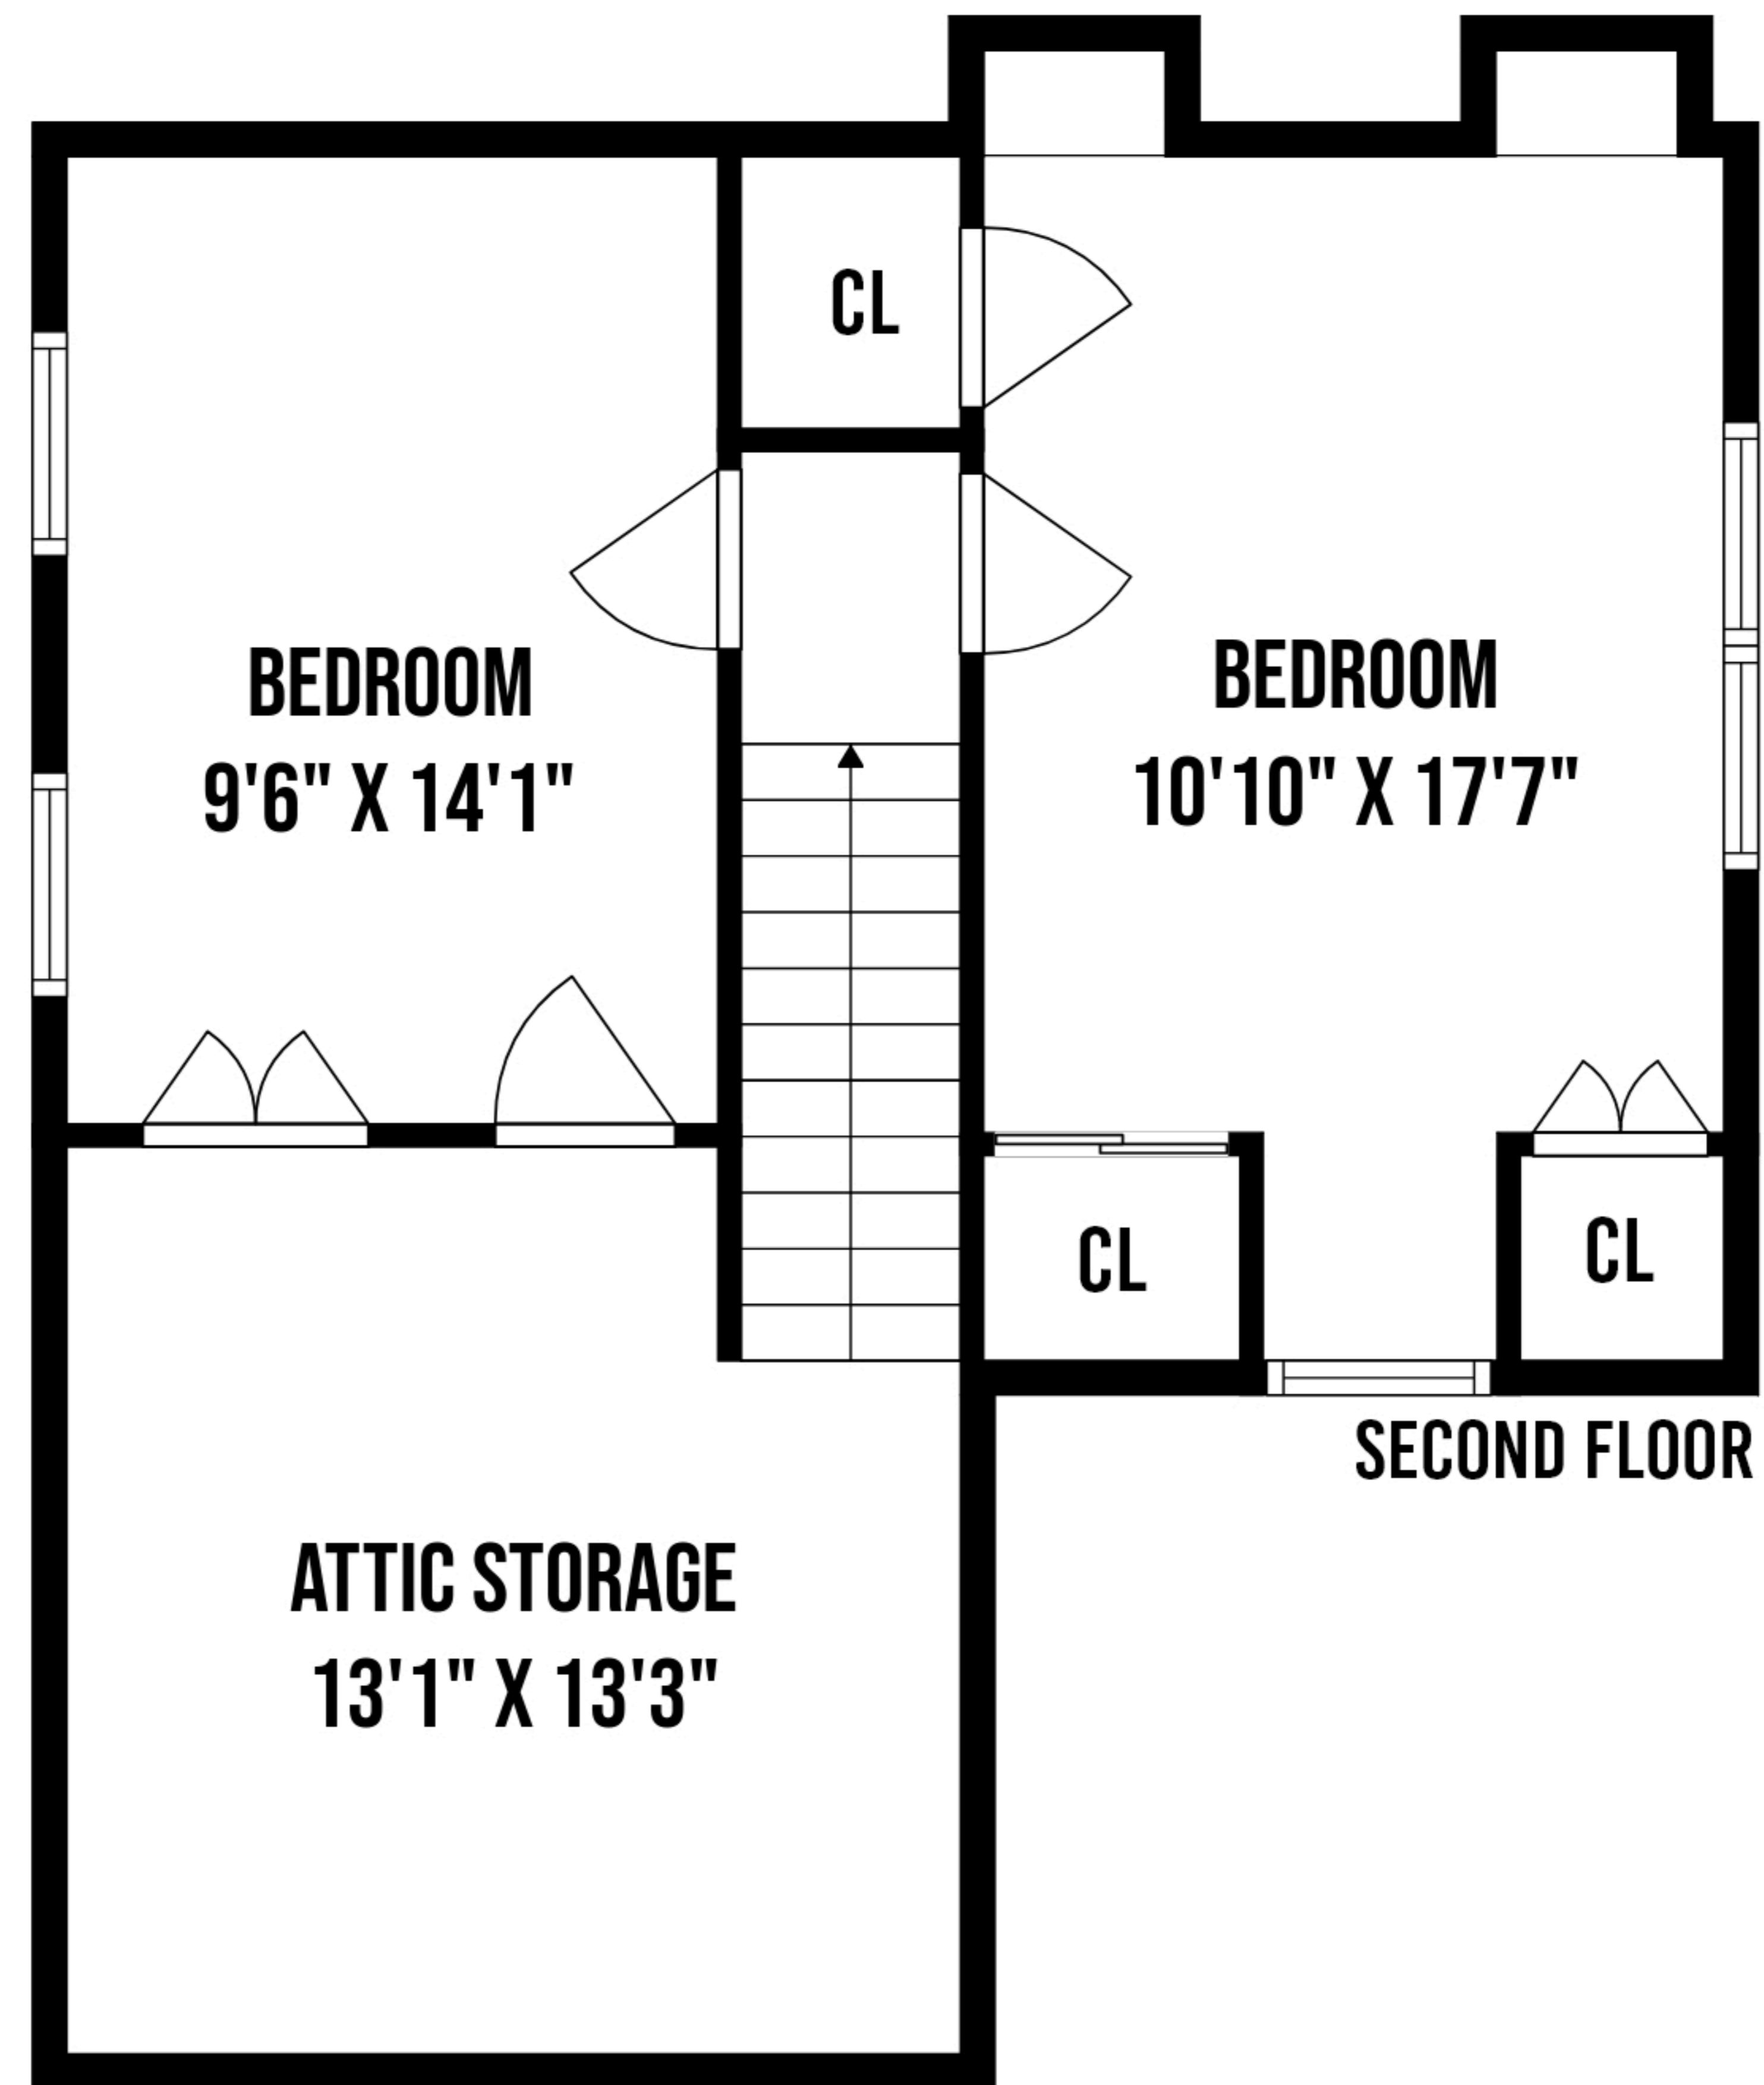 CL
BEDROOM
9'6" X 14'1"
BEDROOM
10'10" X 17'7"
CL
CL
SECOND FLOOR
ATTIC STORAGE
13'1" X 13'3"